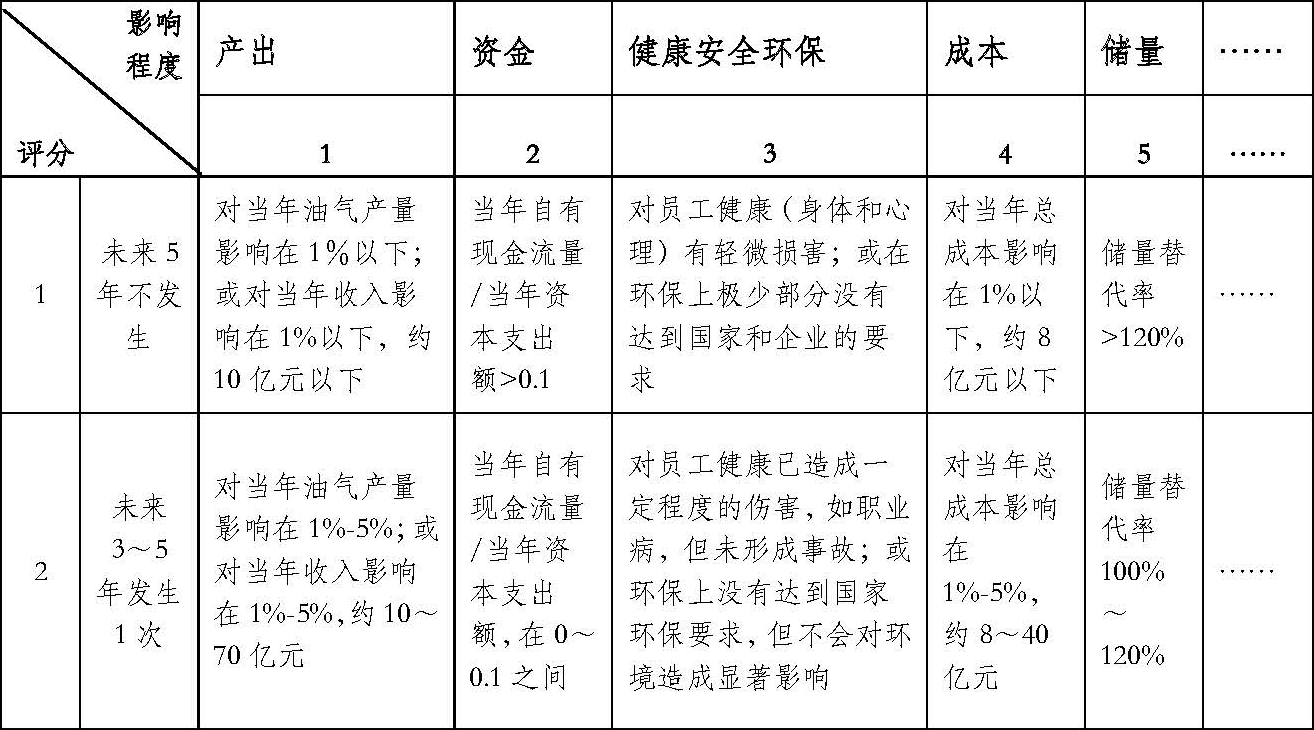 影响
程度
评分
产出
资金
健康安全环保
成本
储量
……
1
2
3
4
5
……
1
未来 5
年不发
生
对当年油气产量
影响在 1%以下;
或对当年收入影
响在 1%以下, 约
10 亿元以下
当年自有
现金流量
/当年资
本支出
额>0.1
对员工健康(身体和心
理)有轻微损害; 或在
环保上极少部分没有
达到国家和企业的要
求
对当年总
成本影响
在 1%以
下, 约 8
亿元以下
储量替
代率
>120%
……
2
未来
3～5
年发生
1 次
对当年油气产量
影响在 1%-5%; 或
对当年收入影响
在 1%-5%, 约 10～
70 亿元
当年自有
现金流量
/当年资
本支出
额, 在 0～
0.1 之间
对员工健康已造成一
定程度的伤害, 如职业
病, 但未形成事故; 或
环保上没有达到国家
环保要求, 但不会对环
境造成显著影响
对当年总
成本影响
在
1%-5%,
约 8～40
亿元
储量替
代率
100%
～
120%
……